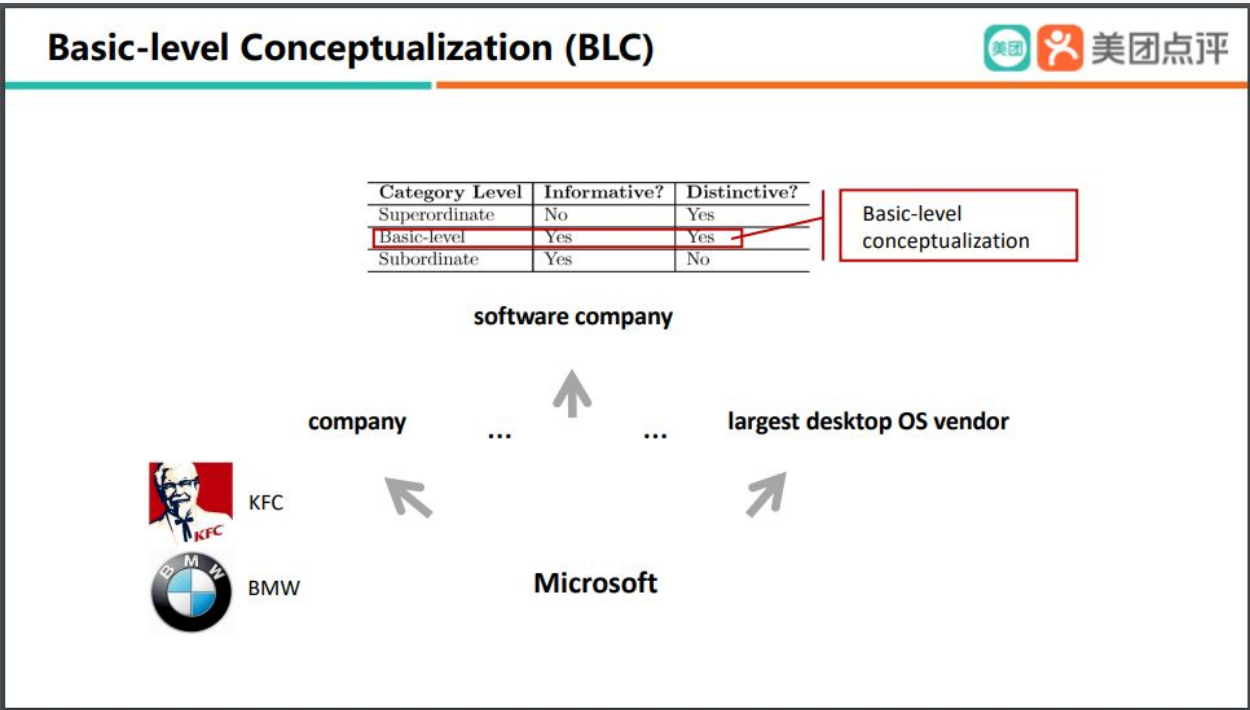 Basic-level Conceptualization (BLC)
美团
美团点评
Category Level Informative? Distinctive?
Superordinate No Yes
Basic-level Yes Yes
Subordinate Yes No
Basic-level
conceptualization
software company
company
...
...
largest desktop OS vendor
KFC
KFC
BMW
BMW
Microsoft